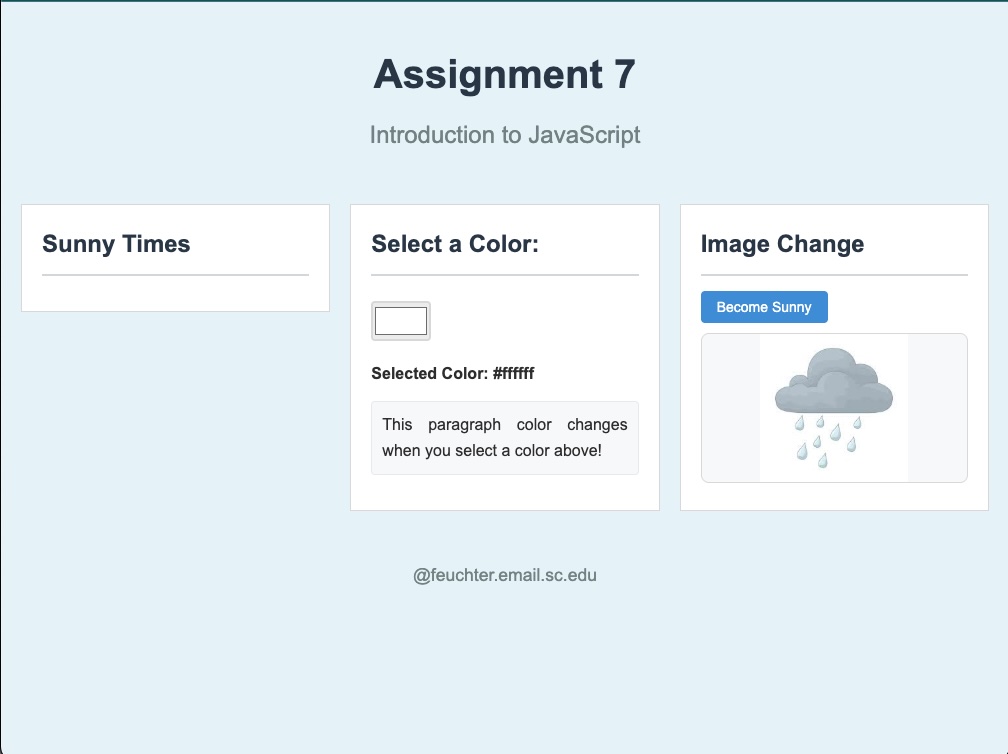 Assignment 7
Introduction to JavaScript
Sunny Times
Select a Color:
Selected Color: #ffffff
This paragraph color changes
when you select a color above!
Image Change
Become Sunny
@feuchter.email.sc.edu